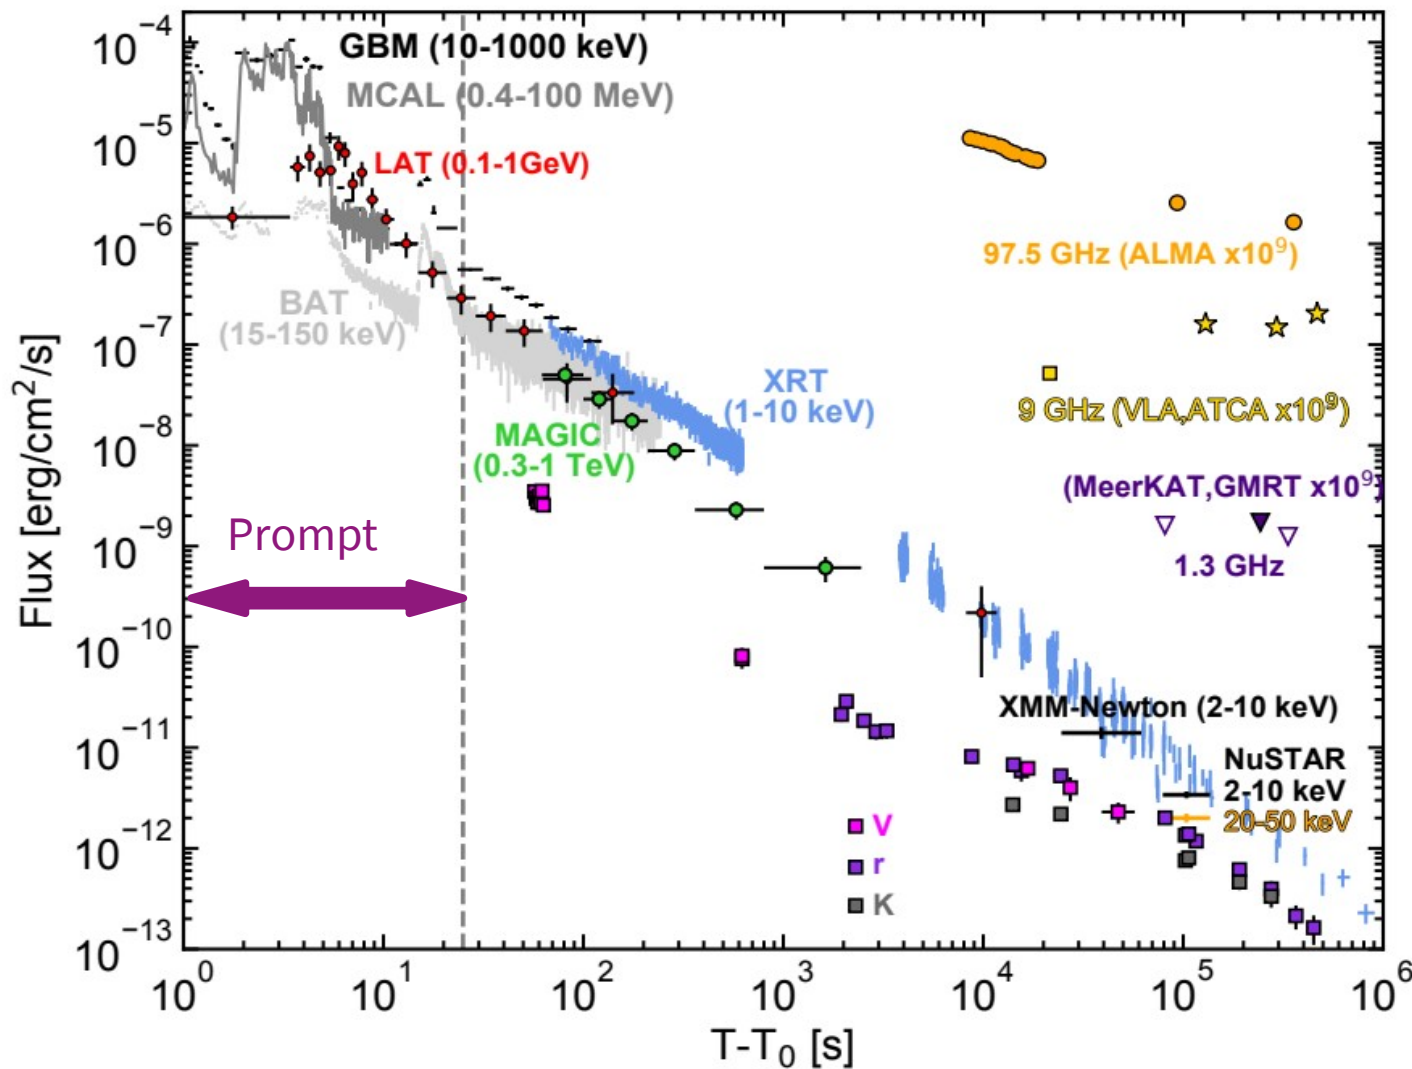 GBM (10-1000 keV)
MCAL (0.4-100 MeV)
LAT (0.1-1GeV)
BAT
(15-150 keV)
XRT
(1-10 keV)
MAGIC
(0.3-1 TeV)
97.5 GHz (ALMA x10⁹)
9 GHz (VLA,ATCA x10⁹)
(MeerKAT,GMRT x10⁹)
1.3 GHz
Prompt
XMM-Newton (2-10 keV)
NuSTAR
2-10 keV
20-50 keV
V
r
K
Flux [erg/cm²/s]
10⁻⁴
10⁻⁵
10⁻⁶
10⁻⁷
10⁻⁸
10⁻⁹
10⁻¹⁰
10⁻¹¹
10⁻¹²
10⁻¹³
10⁰ 10¹ 10² 10³ 10⁴ 10⁵ 10⁶
T-T₀ [s]